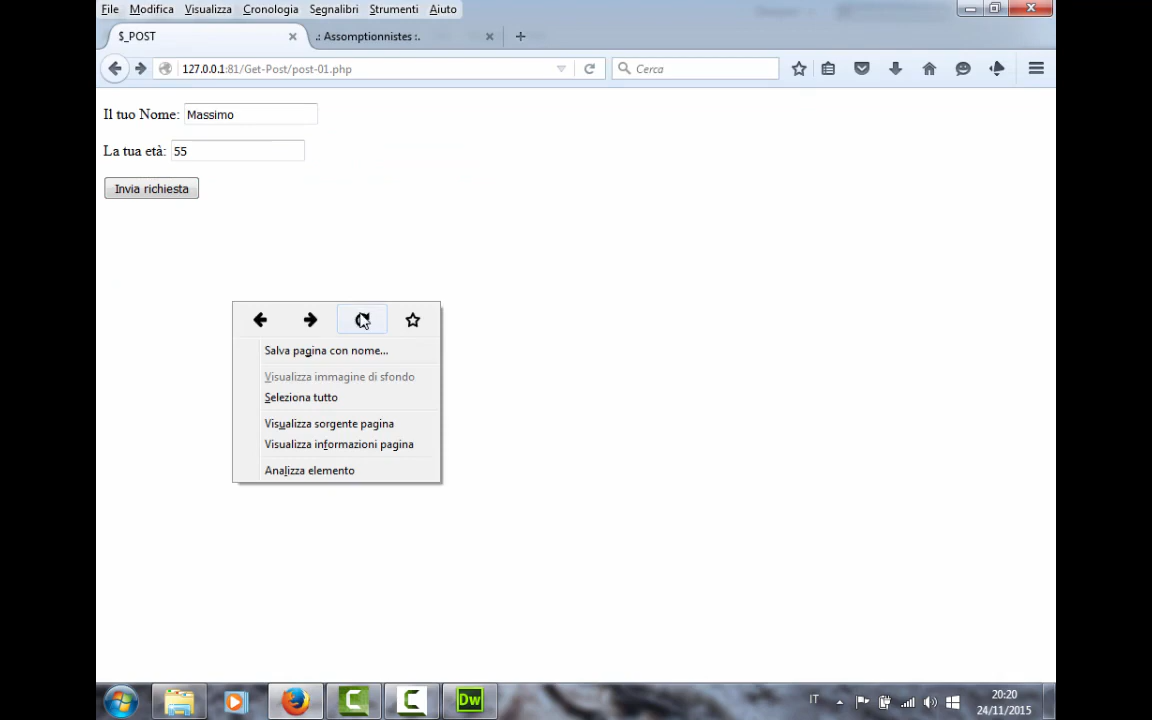 File Modifica Visualizza Cronologia Segnalibri Strumenti Aiuto
$_POST
.: Assomptionnistes :.
127.0.0.1:81/Get-Post/post-01.php
Cerca
Il tuo Nome: Massimo
La tua età: 55
Invia richiesta
Salva pagina con nome...
Visualizza immagine di sfondo
Seleziona tutto
Visualizza sorgente pagina
Visualizza informazioni pagina
Analizza elemento
Dw
IT
20:20
24/11/2015